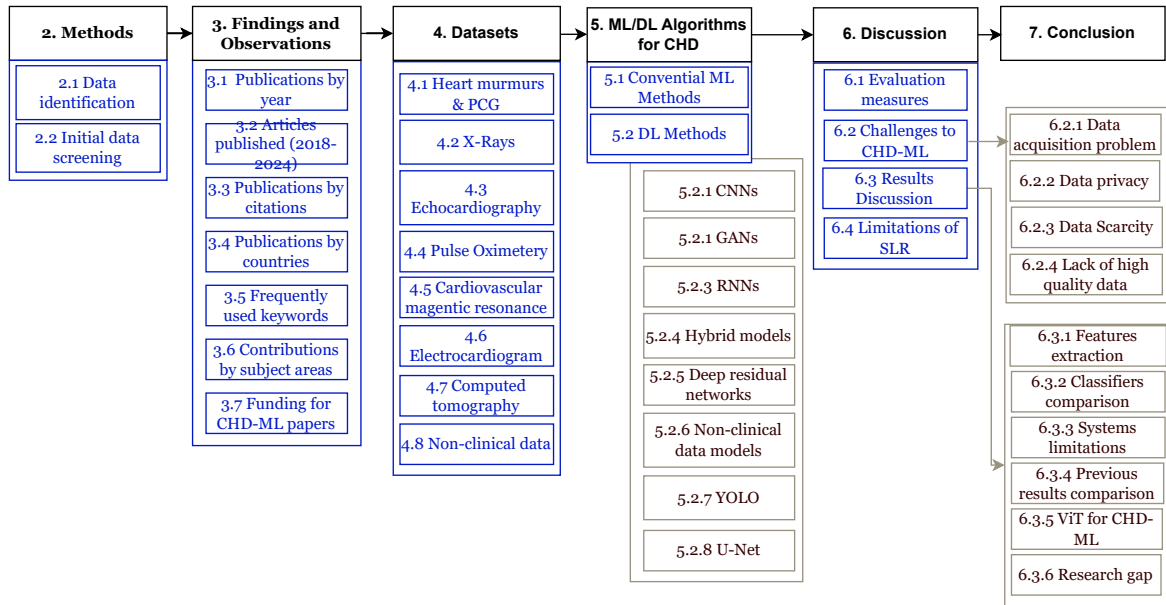 2. Methods
2.1 Data
identification
2.2 Initial data
screening
3. Findings and
Observations
3.1 Publications by
year
3.2 Articles
published (2018-
2024)
3.3 Publications by
citations
3.4 Publications by
countries
3.5 Frequently
used keywords
3.6 Contributions
by subject areas
3.7 Funding for
CHD-ML papers
4. Datasets
4.1 Heart murmurs
& PCG
4.2 X-Rays
4.3
Echocardiography
4.4 Pulse Oximetery
4.5 Cardiovascular
magentic resonance
4.6
Electrocardiogram
4.7 Computed
tomography
4.8 Non-clinical data
5. ML/DL Algorithms
for CHD
5.1 Convential ML
Methods
5.2 DL Methods
5.2.1 CNNs
5.2.1 GANs
5.2.3 RNNs
5.2.4 Hybrid models
5.2.5 Deep residual
networks
5.2.6 Non-clinical
data models
5.2.7 YOLO
5.2.8 U-Net
6. Discussion
6.1 Evaluation
measures
6.2 Challenges to
CHD-ML
6.3 Results
Discussion
6.4 Limitations of
SLR
7. Conclusion
6.2.1 Data
acquisition problem
6.2.2 Data privacy
6.2.3 Data Scarcity
6.2.4 Lack of high
quality data
6.3.1 Features
extraction
6.3.2 Classifiers
comparison
6.3.3 Systems
limitations
6.3.4 Previous
results comparison
6.3.5 ViT for CHD-
ML
6.3.6 Research gap